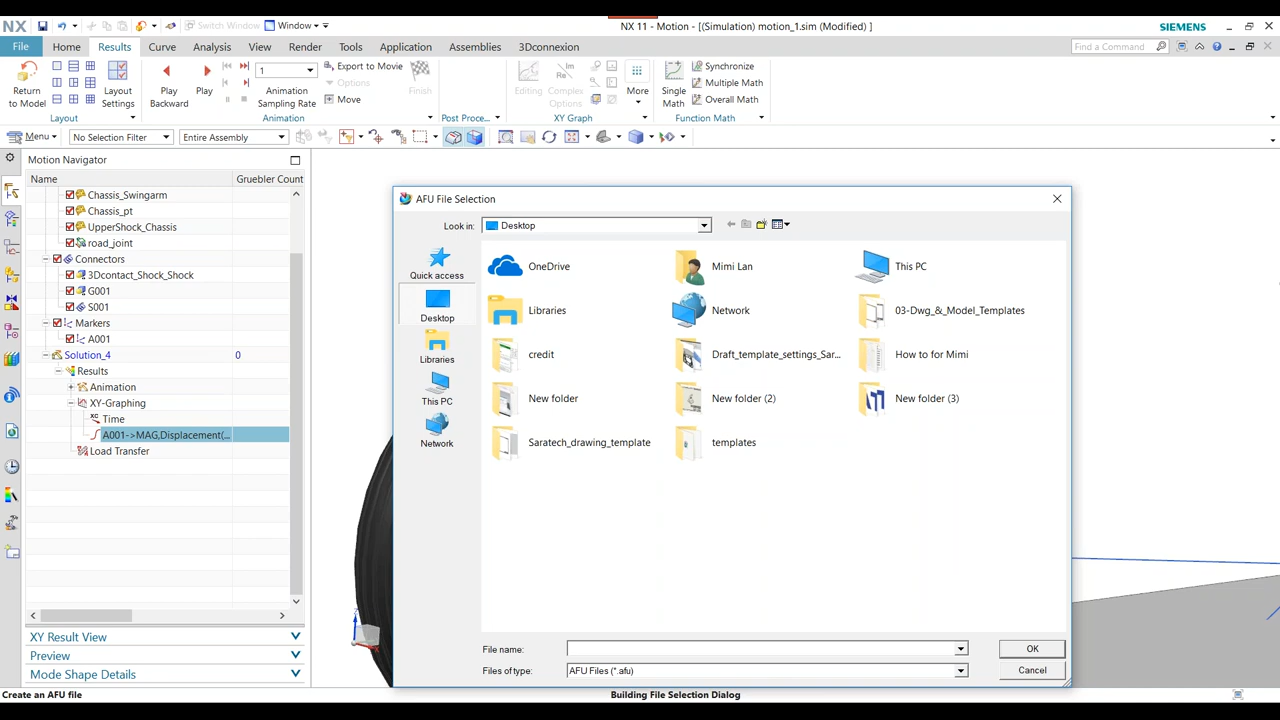 NX
Switch Window
Window
NX 11 - Motion - [(Simulation) motion_1.sim (Modified) ]
SIEMENS
File
Home
Results
Curve
Analysis
View
Render
Tools
Application
Assemblies
3Dconnexion
Find a Command
Return to Model
Layout Settings
Play Backward
Play
1
Animation Sampling Rate
Export to Movie
Options
Move
Finish
Editing
Complex Options
More
Single Math
Synchronize
Multiple Math
Overall Math
Layout
Animation
Post Proce...
XY Graph
Function Math
Menu
No Selection Filter
Entire Assembly
Motion Navigator
Name
Gruebler Count
Chassis_Swingarm
Chassis_pt
UpperShock_Chassis
road_joint
Connectors
3Dcontact_Shock_Shock
G001
S001
Markers
A001
Solution_4
0
Results
Animation
XY-Graphing
Time
A001->MAG,Displacement(...
Load Transfer
XY Result View
Preview
Mode Shape Details
AFU File Selection
Look in:
Desktop
Quick access
Desktop
Libraries
This PC
Network
OneDrive
Mimi Lan
This PC
Libraries
Network
03-Dwg_&_Model_Templates
credit
Draft_template_settings_Sar...
How to for Mimi
New folder
New folder (2)
New folder (3)
Saratech_drawing_template
templates
File name:
OK
Files of type:
AFU Files (*.afu)
Cancel
Create an AFU file
Building File Selection Dialog